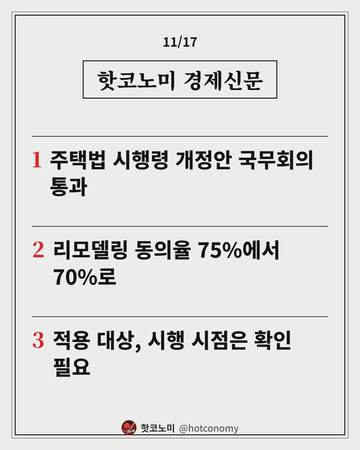 11/17
핫코노미 경제신문
1 주택법 시행령 개정안 국무회의
통과
2 리모델링 동의율 75%에서
70%로
3 적용 대상, 시행 시점은 확인
필요
핫코노미 @hotconomy